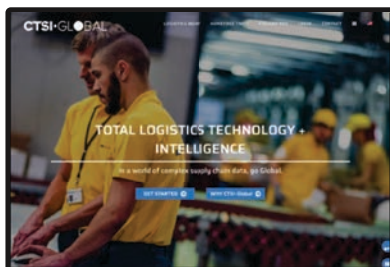 CTSI-GLOBAL
CONTACT
TOTAL LOGISTICS TECHNOLOGY +
INTELLIGENCE
In a world of complex supply chain data, go Global.
GET STARTED
WHY CTSI-Global